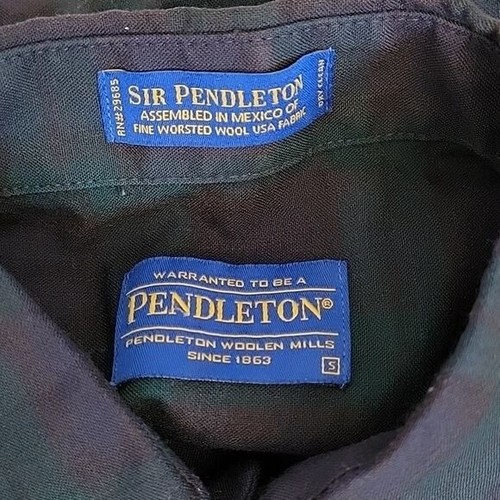 SIR PENDLETON
ASSEMBLED IN MEXICO OF
FINE WORSTED WOOL USA FABRIC
RN#29685
DRY CLEAN
WARRANTED TO BE A
PENDLETON®
PENDLETON WOOLEN MILLS
SINCE 1863
S